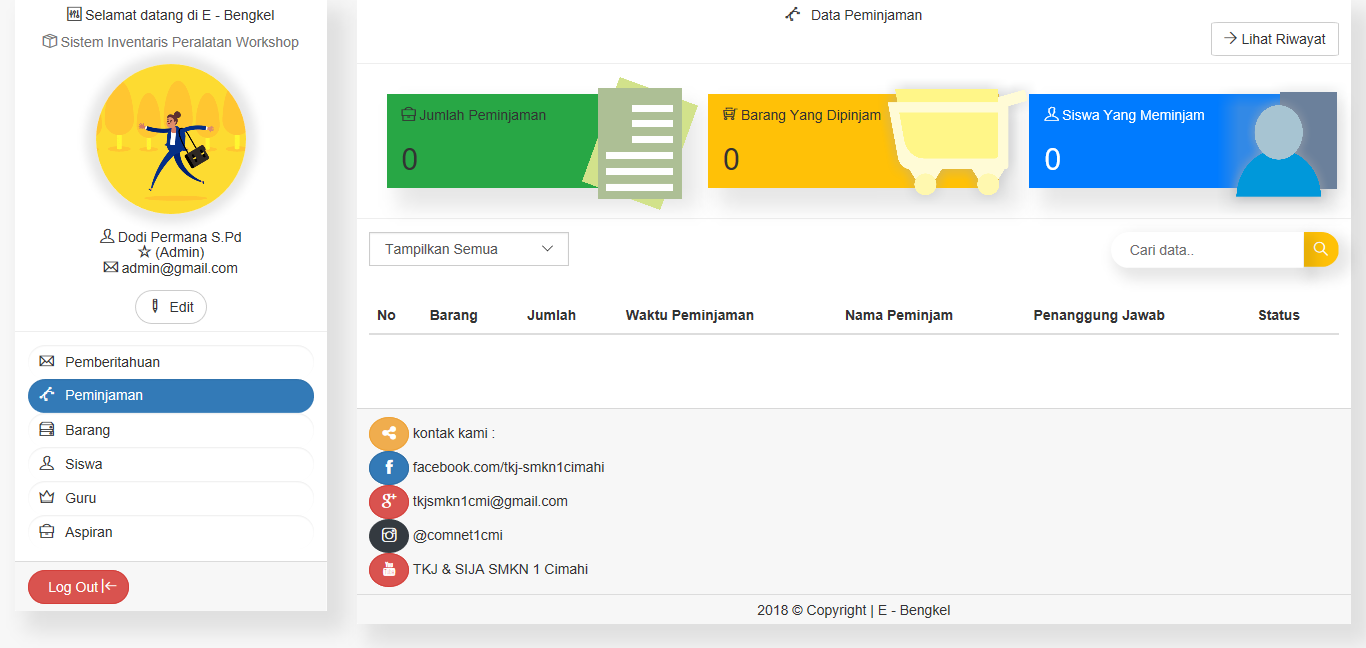 Selamat datang di E - Bengkel
Sistem Inventaris Peralatan Workshop
Dodi Permana S.Pd
(Admin)
admin@gmail.com
Edit
Pemberitahuan
Peminjaman
Barang
Siswa
Guru
Aspiran
Log Out
Data Peminjaman
Lihat Riwayat
Jumlah Peminjaman
0
Barang Yang Dipinjam
0
Siswa Yang Meminjam
0
Tampilkan Semua
Cari data..
No Barang Jumlah Waktu Peminjaman Nama Peminjam Penanggung Jawab Status
kontak kami :
facebook.com/tkj-smkn1cimahi
tkjsmkn1cmi@gmail.com
@comnet1cmi
TKJ & SIJA SMKN 1 Cimahi
2018 © Copyright | E - Bengkel